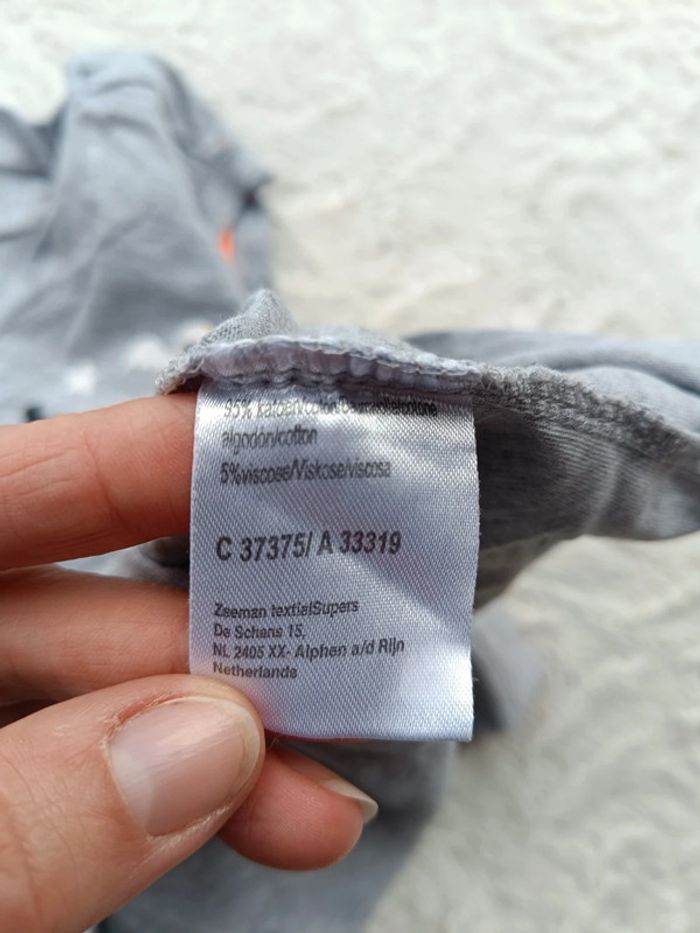 95% katoen/coton/baumwolle/cotone
algodon/cotton
5%viscose/Viskose/viscosa
C 37375/ A 33319
Zeeman textielSupers
De Schans 15,
NL 2405 XX- Alphen a/d Rijn
Netherlands